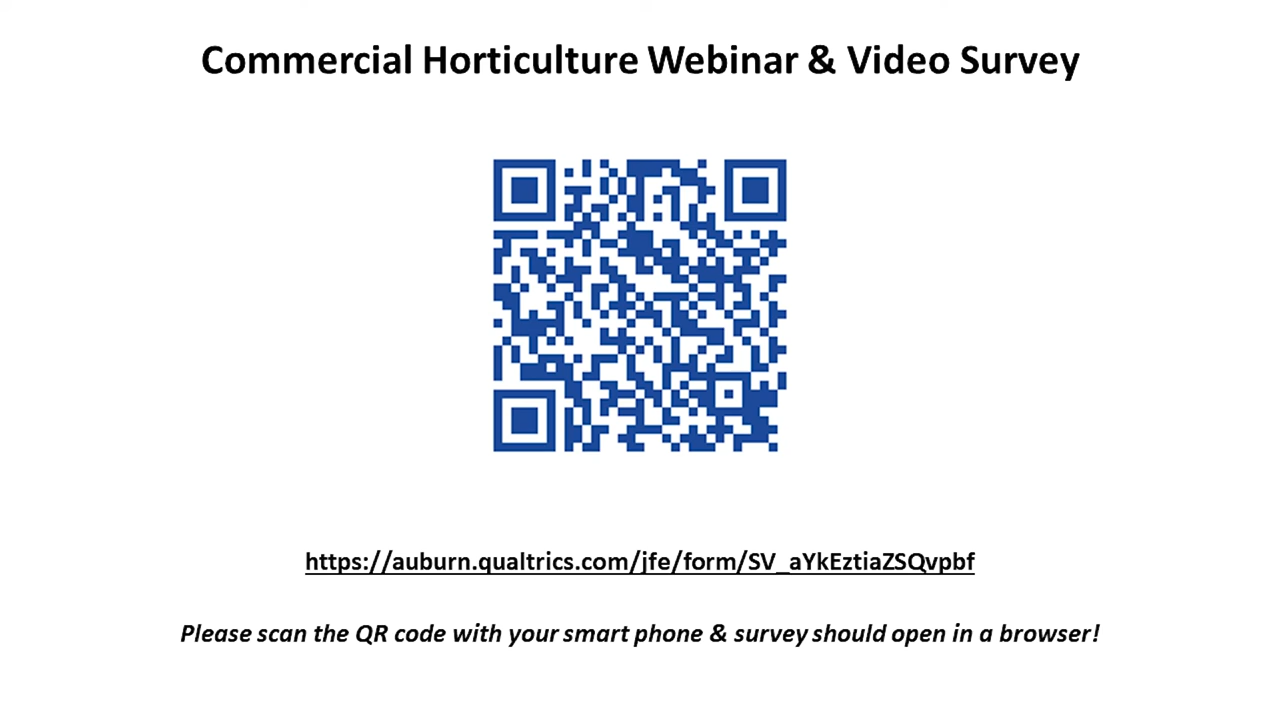 Commercial Horticulture Webinar & Video Survey
https://auburn.qualtrics.com/jfe/form/SV_aYkEztiaZSQvpbf
Please scan the QR code with your smart phone & survey should open in a browser!